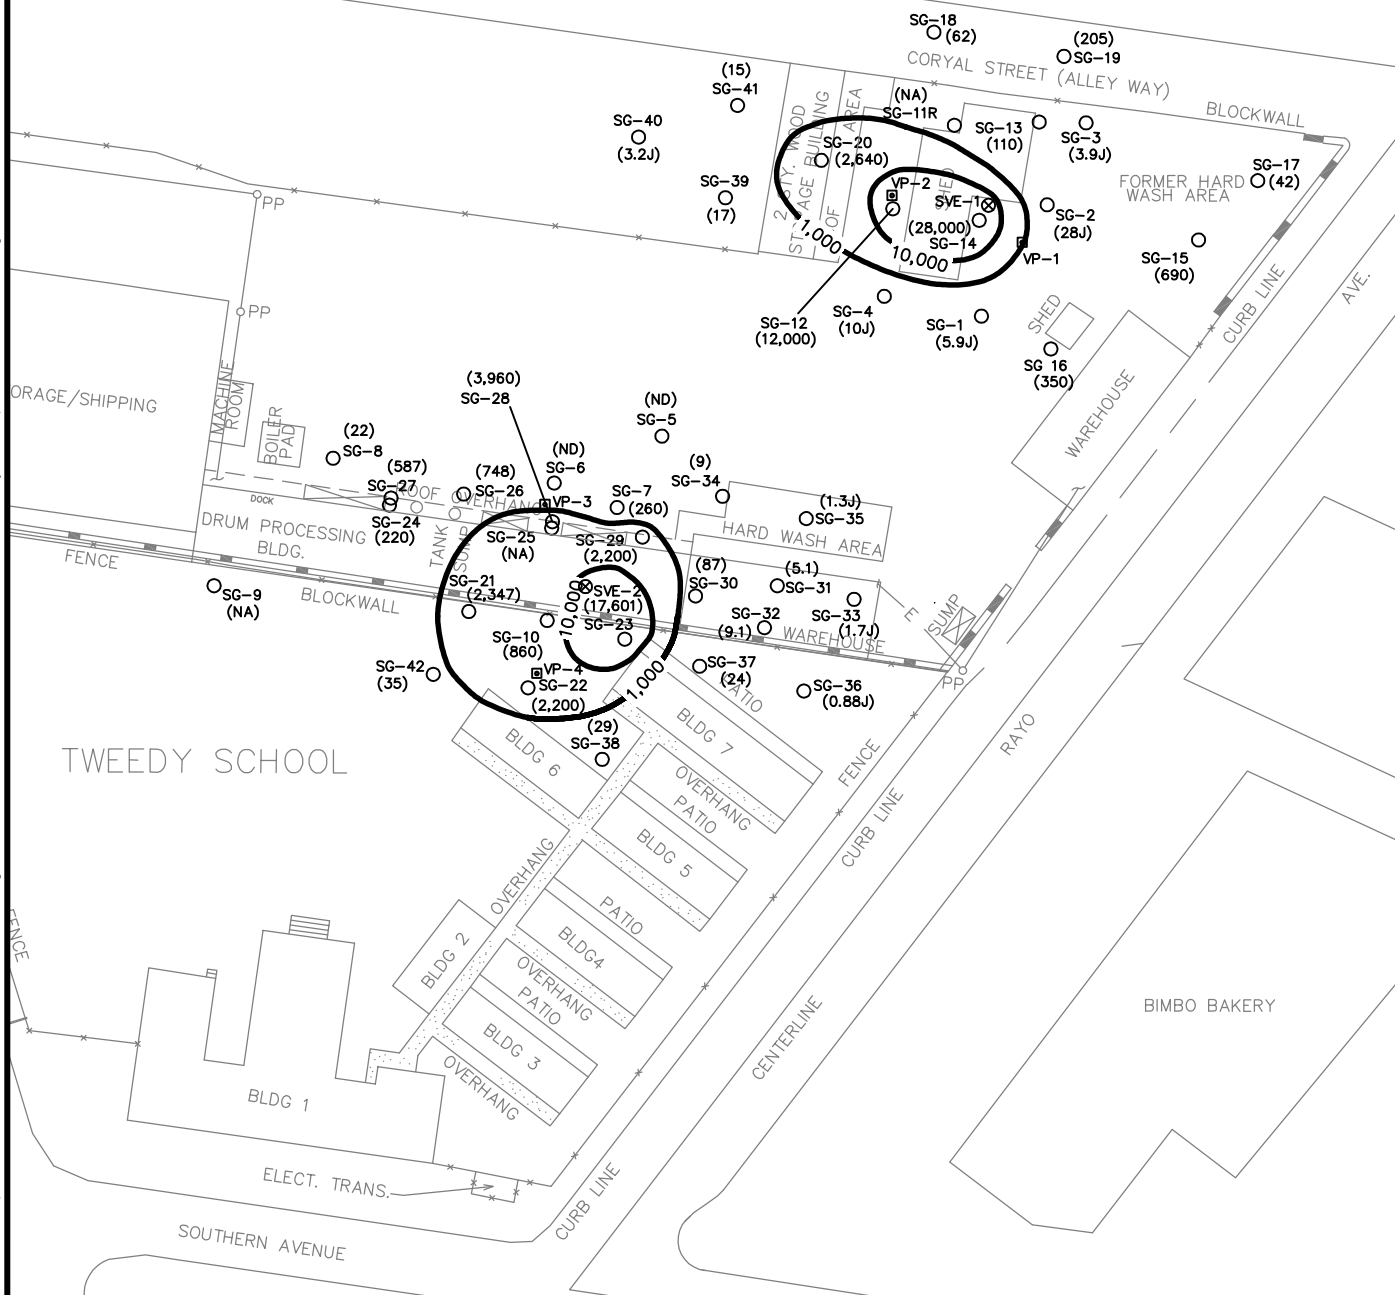 SG-18
(62)
(205)
SG-19
CORYAL STREET (ALLEY WAY)
BLOCKWALL
(15)
SG-41
SG-40
(3.2J)
SG-39
(17)
2 STY. WOOD
STORAGE BUILDING
ROOF AREA
(NA)
SG-11R
SG-13
(110)
SG-3
(3.9J)
SG-20
(2,640)
VP-2
SHED
SVE-1
(28,000)
SG-14
10,000
1,000
SG-2
(28J)
VP-1
FORMER HARD
WASH AREA
SG-17
(42)
SG-15
(690)
SG-12
(12,000)
SG-4
(10J)
SG-1
(5.9J)
SHED
SG 16
(350)
WAREHOUSE
CURB LINE
AVE.
PP
PP
ORAGE/SHIPPING
MACHINE
ROOM
BOILER
PAD
(3,960)
SG-28
(ND)
SG-5
(22)
SG-8
(587)
SG-27
(748)
SG-26
(ND)
SG-6
(9)
SG-34
DOCK
ROOF OVERHANG
VP-3
SG-7
(260)
SG-24
(220)
DRUM PROCESSING
BLDG.
TANK
SUMP
SG-25
(NA)
SG-29
(2,200)
(1.3J)
SG-35
HARD WASH AREA
FENCE
SG-9
(NA)
BLOCKWALL
SG-21
(2,347)
10,000
SVE-2
(17,601)
SG-23
SG-10
(860)
(87)
SG-30
(5.1)
SG-31
SG-32
(9.1)
SG-33
(1.7J)
WAREHOUSE
SUMP
PP
SG-42
(35)
VP-4
SG-22
(2,200)
1,000
SG-37
(24)
PATIO
SG-36
(0.88J)
(29)
SG-38
BLDG 7
BLDG 6
TWEEDY SCHOOL
FENCE
CURB LINE
RAYO
OVERHANG
PATIO
BLDG 5
OVERHANG
PATIO
BLDG4
BLDG 2
OVERHANG
PATIO
BLDG 3
OVERHANG
FENCE
BLDG 1
CENTERLINE
BIMBO BAKERY
ELECT. TRANS.
CURB LINE
SOUTHERN AVENUE